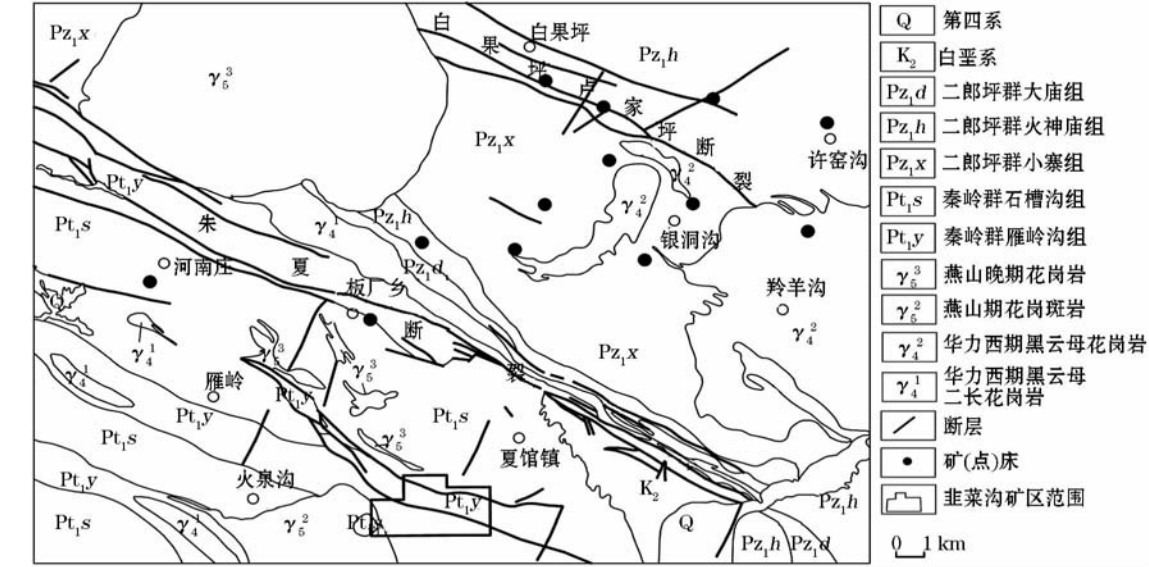 白
白果坪
Pz₁x
果
Pz₁h
γ₅³
坪
卢
家
坪
Pz₁x
断
许窑沟
裂
γ₄²
Pt₁y
γ₄²
Pt₁s
朱
γ₄¹
Pz₁h
银洞沟
河南庄
夏
Pz₁d
板厂乡
羚羊沟
断
γ₄²
γ₄¹
γ₅³
Pz₁x
γ₄¹
γ₅³
裂
雁岭
Pt₁y
Pt₁y
Pt₁s
Pt₁s
γ₅³
夏馆镇
Pt₁y
火泉沟
K₂
Pt₁y
Pz₁h
Pt₁s
γ₄¹
γ₅²
Pt₁s
Q
Pz₁h
Pz₁d
Q 第四系
K₂ 白垩系
Pz₁d 二郎坪群大庙组
Pz₁h 二郎坪群火神庙组
Pz₁x 二郎坪群小寨组
Pt₁s 秦岭群石槽沟组
Pt₁y 秦岭群雁岭沟组
γ₅³ 燕山晚期花岗岩
γ₅² 燕山期花岗斑岩
γ₄² 华力西期黑云母花岗岩
γ₄¹ 华力西期黑云母
二长花岗岩
断层
矿(点)床
韭菜沟矿区范围
0 1 km